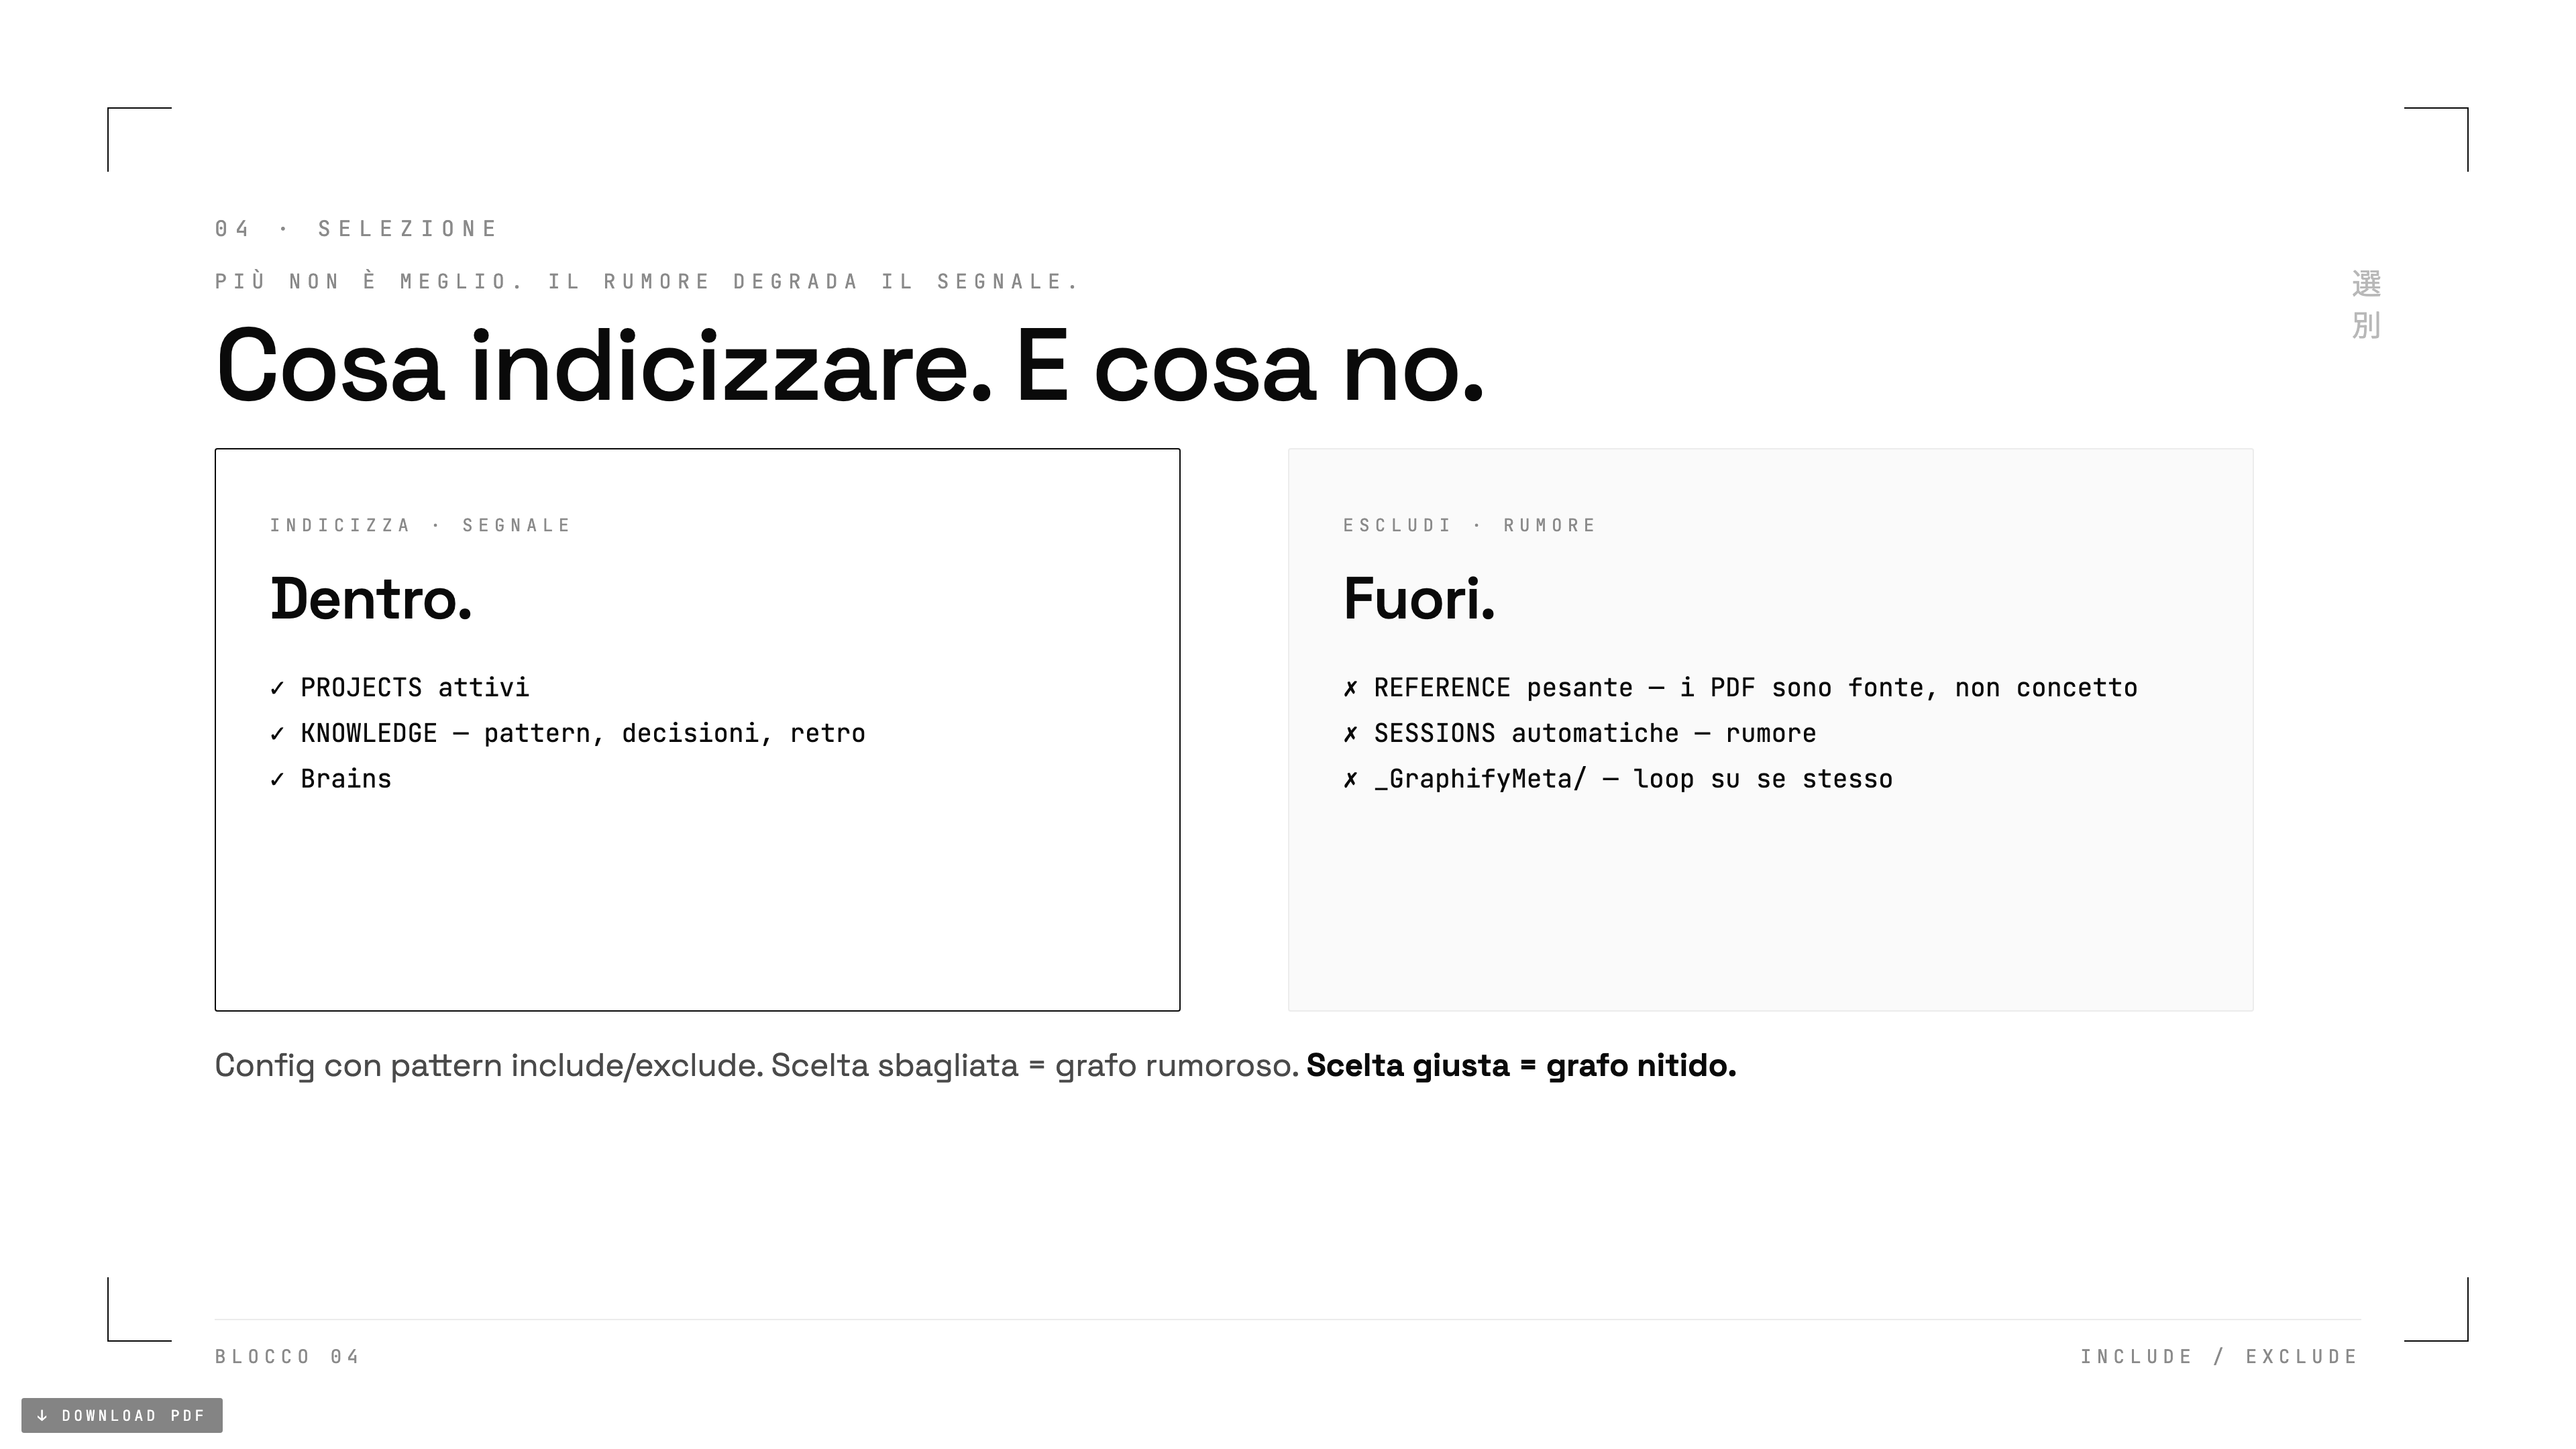 04 · SELEZIONE
PIÙ NON È MEGLIO. IL RUMORE DEGRADA IL SEGNALE.
選別
Cosa indicizzare. E cosa no.
INDICIZZA · SEGNALE
Dentro.
✓ PROJECTS attivi
✓ KNOWLEDGE — pattern, decisioni, retro
✓ Brains
ESCLUDI · RUMORE
Fuori.
✗ REFERENCE pesante — i PDF sono fonte, non concetto
✗ SESSIONS automatiche — rumore
✗ _GraphifyMeta/ — loop su se stesso
Config con pattern include/exclude. Scelta sbagliata = grafo rumoroso. Scelta giusta = grafo nitido.
BLOCCO 04
INCLUDE / EXCLUDE
↓ DOWNLOAD PDF